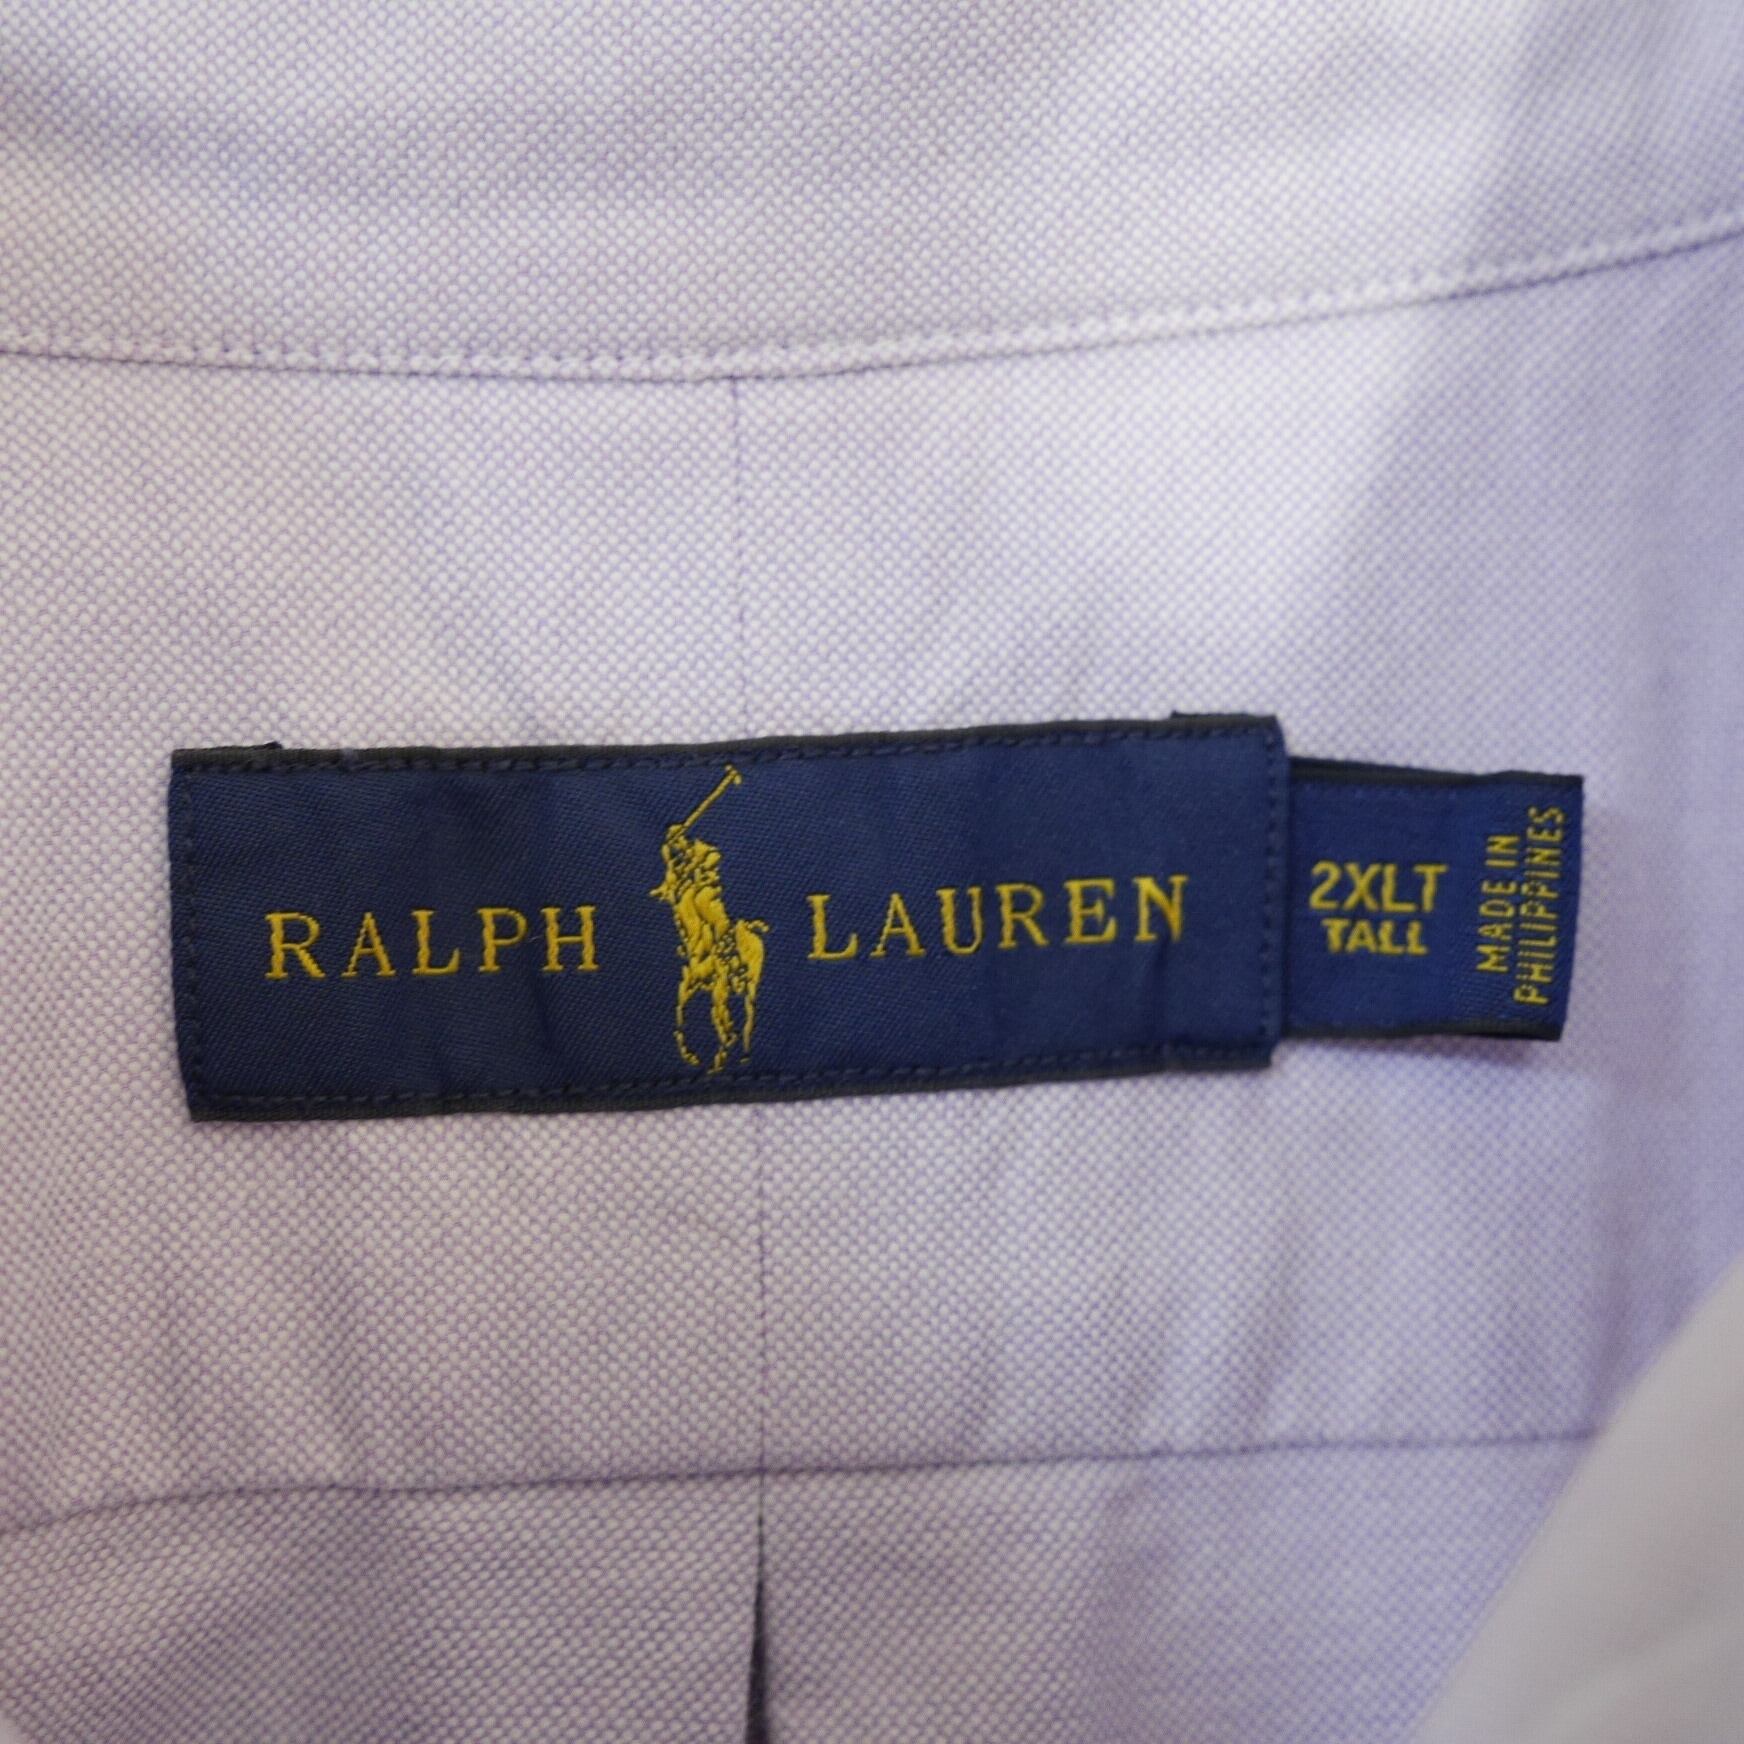 RALPH LAUREN
2XLT
TALL
MADE IN
PHILIPPINES